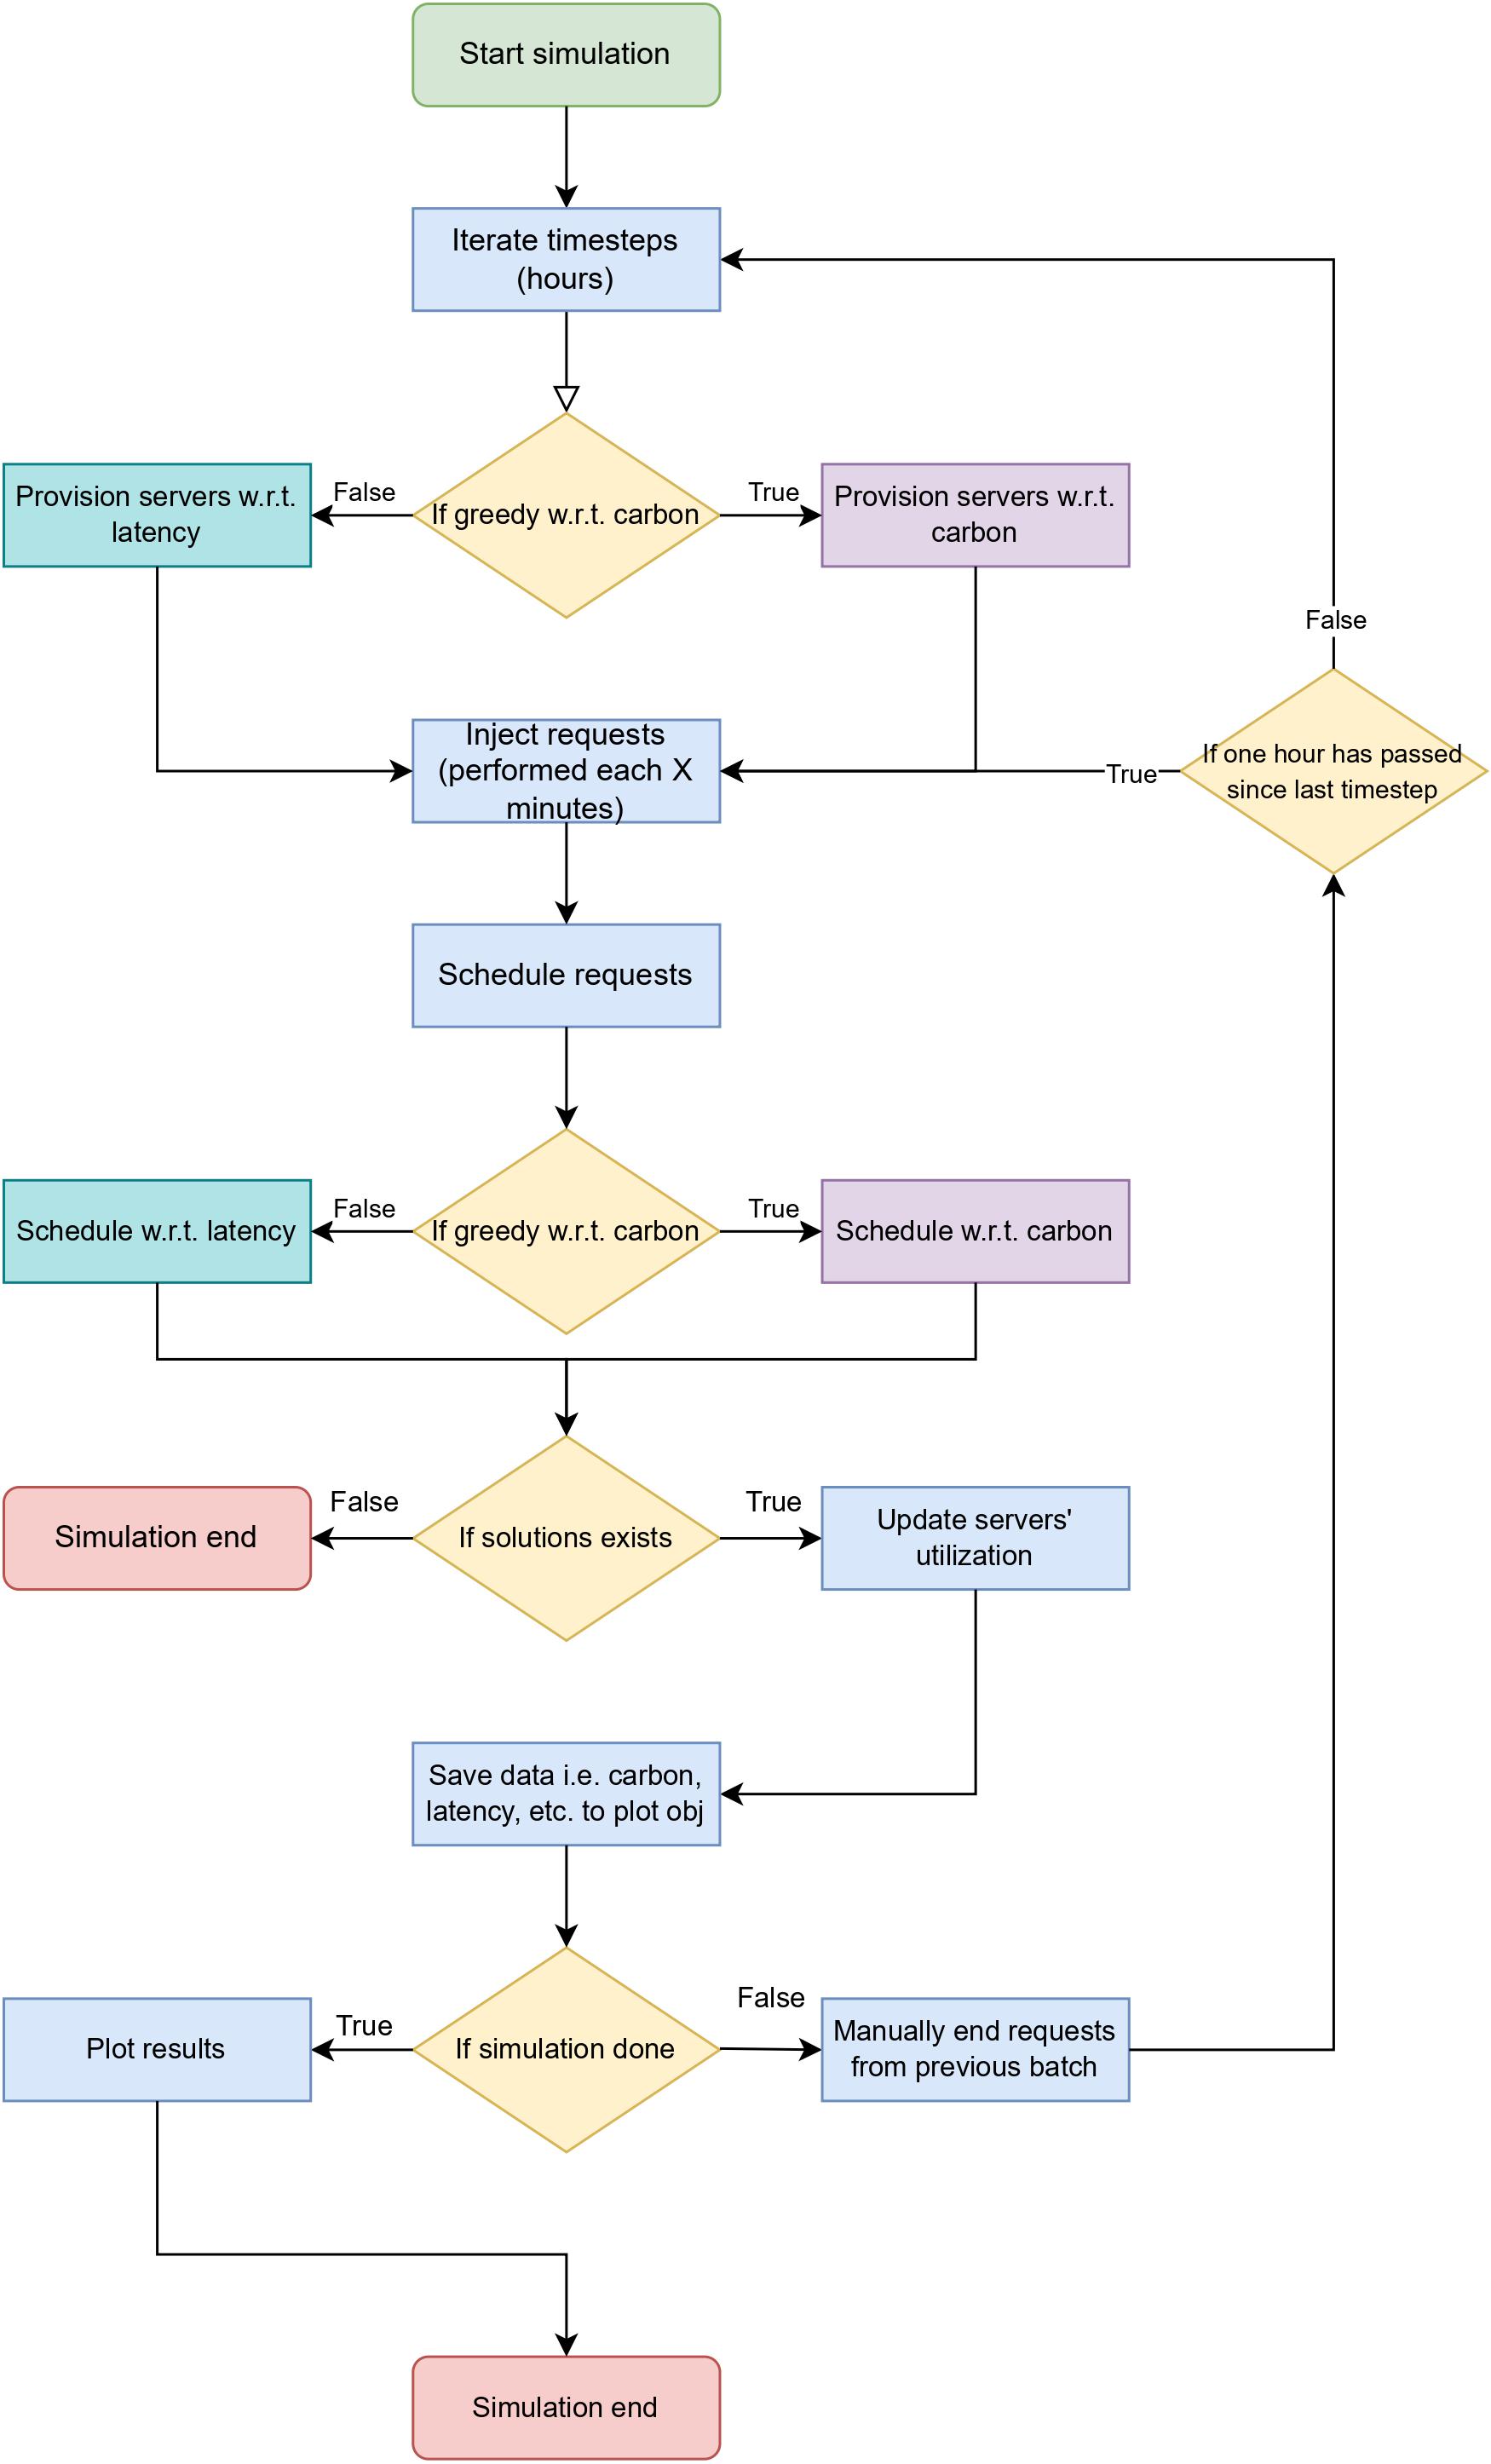 Start simulation
Iterate timesteps
(hours)
False
If greedy w.r.t. carbon
True
Provision servers w.r.t.
latency
Provision servers w.r.t.
carbon
False
Inject requests
(performed each X
minutes)
True
If one hour has passed
since last timestep
Schedule requests
False
True
Schedule w.r.t. latency
If greedy w.r.t. carbon
Schedule w.r.t. carbon
False
True
Simulation end
If solutions exists
Update servers'
utilization
Save data i.e. carbon,
latency, etc. to plot obj
True
False
Plot results
If simulation done
Manually end requests
from previous batch
Simulation end